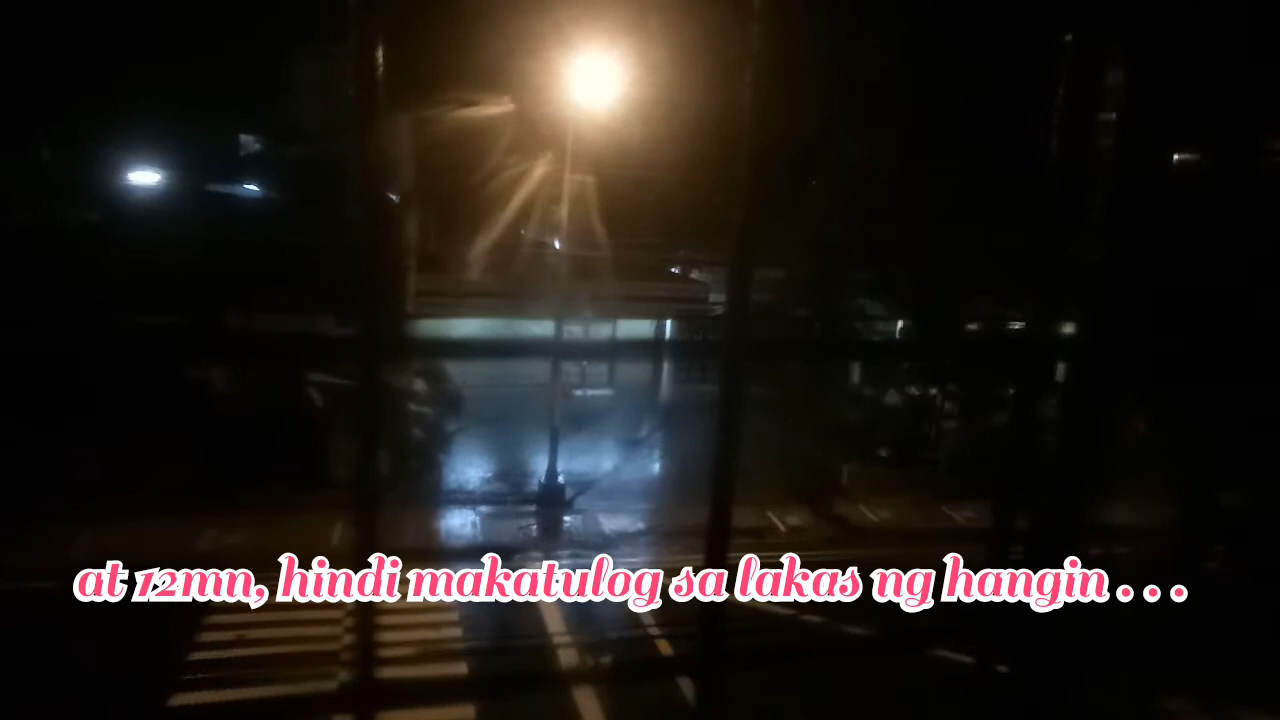 at 12mn, hindi makatulog sa lakas ng hangin . . .